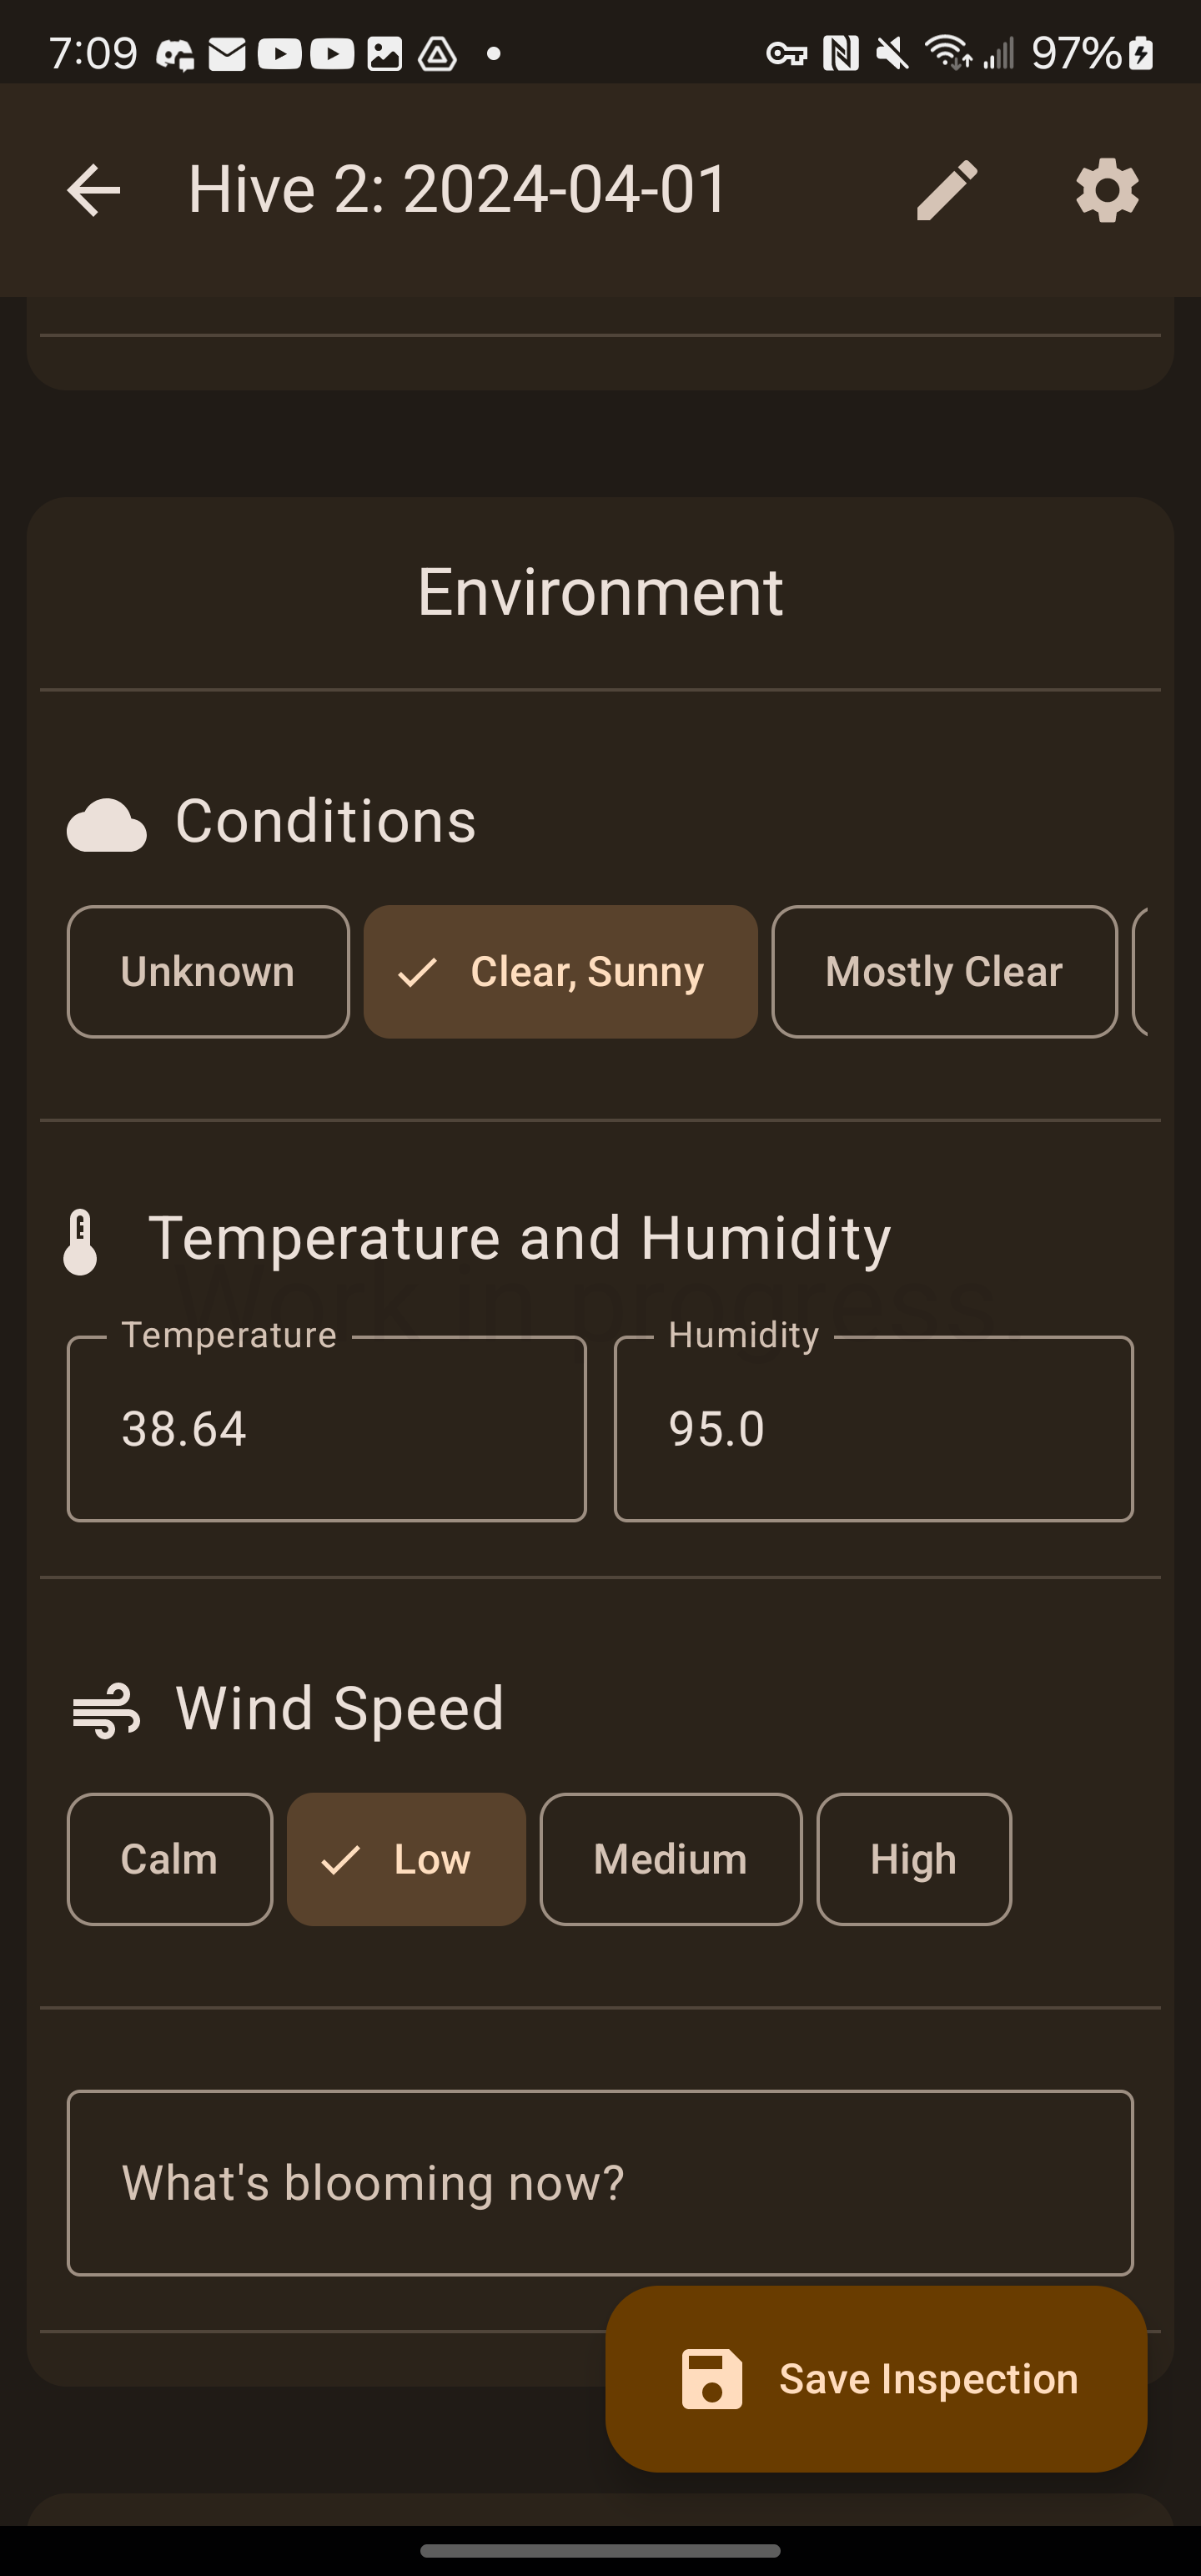 7:09 97%
Hive 2: 2024-04-01
Environment
Conditions
Unknown Clear, Sunny Mostly Clear
Temperature and Humidity
Work in progress
Temperature Humidity
38.64 95.0
Wind Speed
Calm Low Medium High
What's blooming now?
Save Inspection